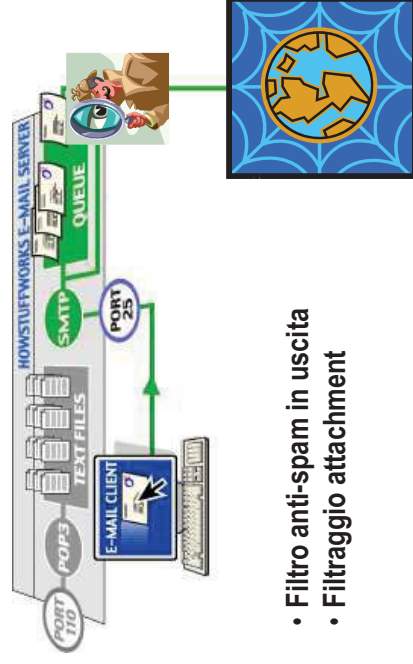 HOWSTUFFWORKS E-MAIL SERVER
PORT
110
POP3
TEXT FILES
SMTP
QUEUE
PORT
25
E-MAIL CLIENT
• Filtro anti-spam in uscita
• Filtraggio attachment